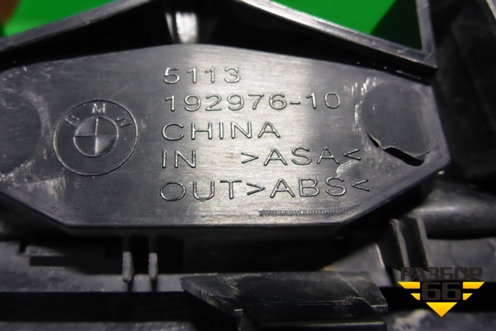 5113
192976-10
CHINA
IN >ASA<
OUT>ABS<
BMW
РАЗБОР
66